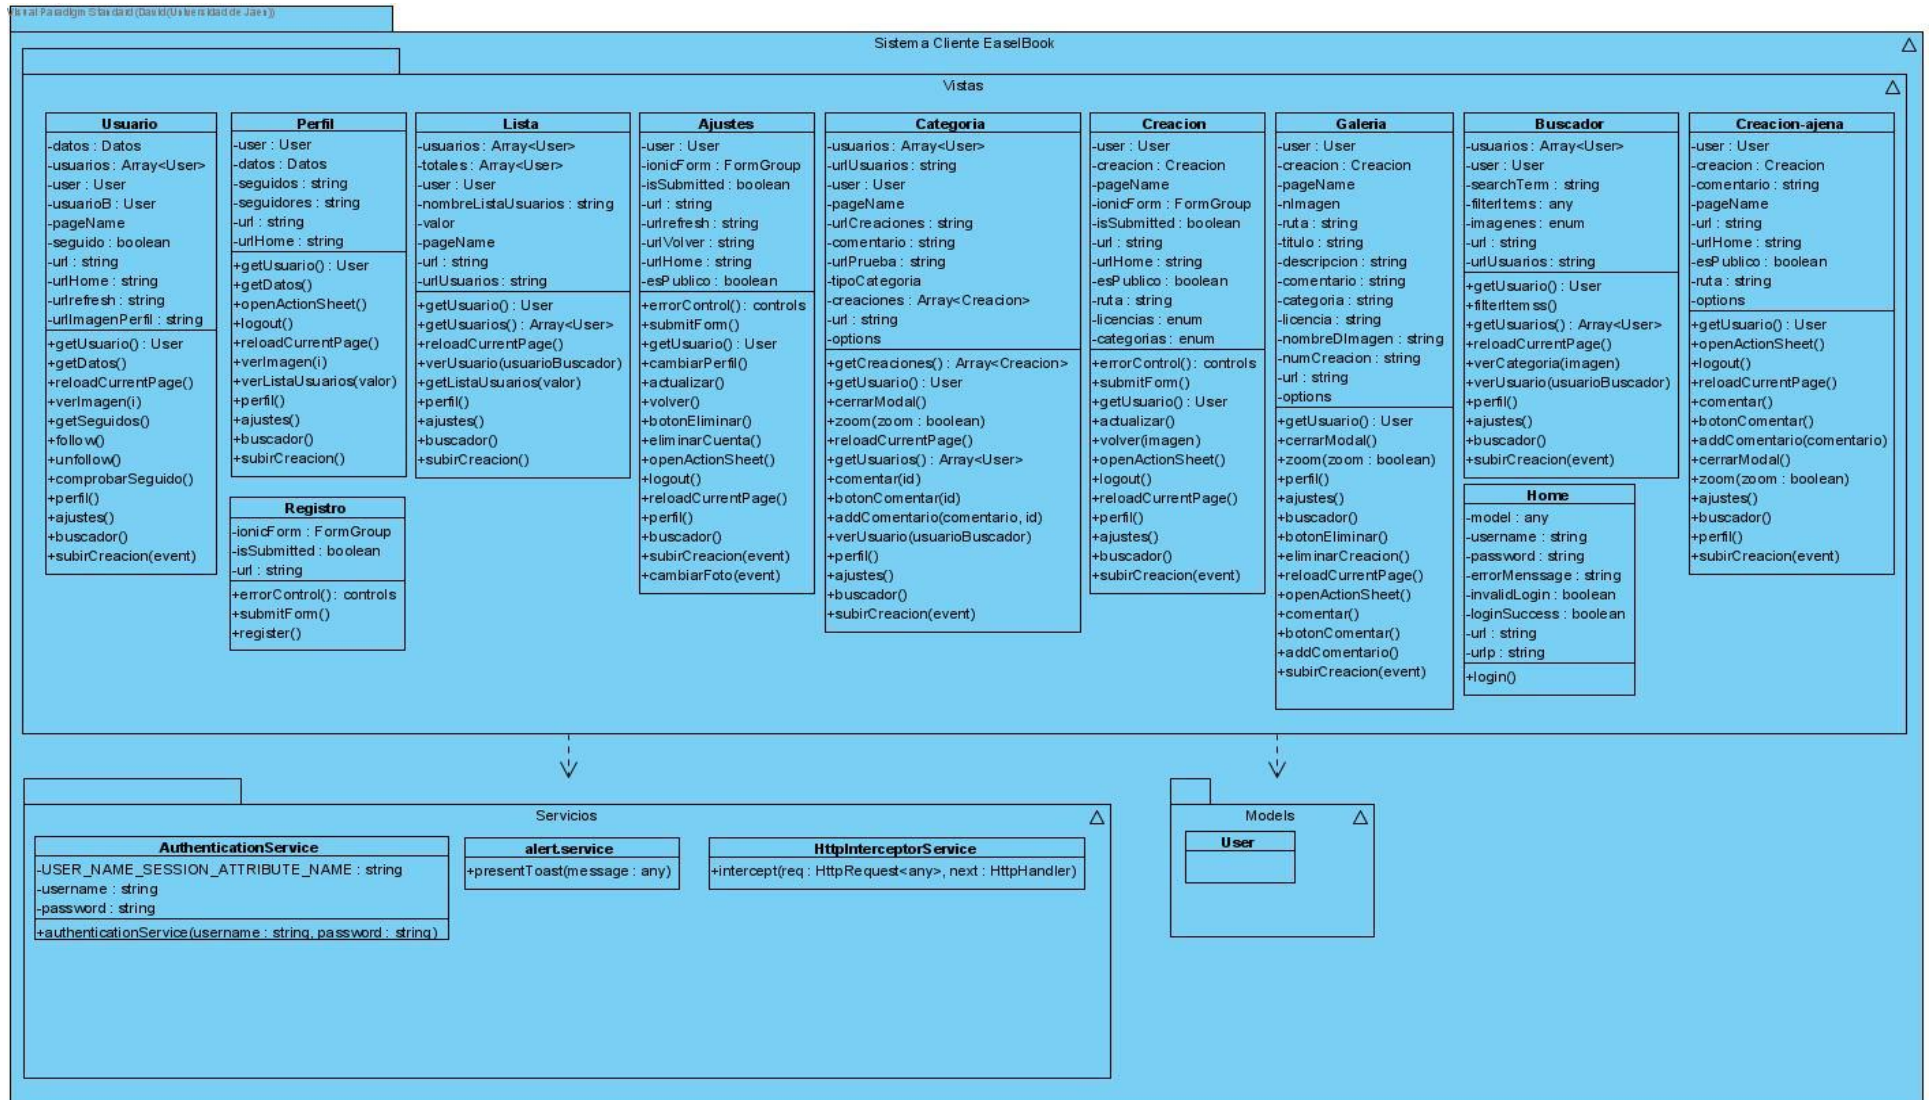 Visual Paradigm Standard(David(Universidad de Jaen))
Sistema Cliente EaselBook
Vistas
Usuario
-datos : Datos
-usuarios : Array<User>
-user : User
-usuarioB : User
-pageName
-seguido : boolean
-url : string
-urlHome : string
-urlrefresh : string
-urlImagenPerfil : string
+getUsuario() : User
+getDatos()
+reloadCurrentPage()
+verImagen(i)
+getSeguidos()
+follow()
+unfollow()
+comprobarSeguido()
+perfil()
+ajustes()
+buscador()
+subirCreacion(event)
Perfil
-user : User
-datos : Datos
-seguidos : string
-seguidores : string
-url : string
-urlHome : string
+getUsuario() : User
+getDatos()
+openActionSheet()
+logout()
+reloadCurrentPage()
+verImagen(i)
+verListaUsuarios(valor)
+perfil()
+ajustes()
+buscador()
+subirCreacion()
Registro
-ionicForm : FormGroup
-isSubmitted : boolean
-url : string
+errorControl() : controls
+submitForm()
+register()
Lista
-usuarios : Array<User>
-totales : Array<User>
-user : User
-nombreListaUsuarios : string
-valor
-pageName
-url : string
-urlUsuarios : string
+getUsuario() : User
+getUsuarios() : Array<User>
+reloadCurrentPage()
+verUsuario(usuarioBuscador)
+getListaUsuarios(valor)
+perfil()
+ajustes()
+buscador()
+subirCreacion()
Ajustes
-user : User
-ionicForm : FormGroup
-isSubmitted : boolean
-url : string
-urlrefresh : string
-urlVolver : string
-urlHome : string
-esPublico : boolean
+errorControl() : controls
+submitForm()
+getUsuario() : User
+cambiarPerfil()
+actualizar()
+volver()
+botonEliminar()
+eliminarCuenta()
+openActionSheet()
+logout()
+reloadCurrentPage()
+perfil()
+buscador()
+subirCreacion(event)
+cambiarFoto(event)
Categoria
-usuarios : Array<User>
-urlUsuarios : string
-user : User
-pageName
-urlCreaciones : string
-comentario : string
-urlPrueba : string
-tipoCategoria
-creaciones : Array<Creacion>
-url : string
-options
+getCreaciones() : Array<Creacion>
+getUsuario() : User
+cerrarModal()
+zoom(zoom : boolean)
+reloadCurrentPage()
+getUsuarios() : Array<User>
+comentar(id)
+botonComentar(id)
+addComentario(comentario, id)
+verUsuario(usuarioBuscador)
+perfil()
+ajustes()
+buscador()
+subirCreacion(event)
Creacion
-user : User
-creacion : Creacion
-pageName
-ionicForm : FormGroup
-isSubmitted : boolean
-url : string
-urlHome : string
-esPublico : boolean
-ruta : string
-licencias : enum
-categorias : enum
+errorControl() : controls
+submitForm()
+getUsuario() : User
+actualizar()
+volver(imagen)
+openActionSheet()
+logout()
+reloadCurrentPage()
+perfil()
+ajustes()
+buscador()
+subirCreacion(event)
Galeria
-user : User
-creacion : Creacion
-pageName
-nImagen
-ruta : string
-titulo : string
-descripcion : string
-comentario : string
-categoria : string
-licencia : string
-nombreDImagen : string
-numCreacion : string
-url : string
-options
+getUsuario() : User
+cerrarModal()
+zoom(zoom : boolean)
+perfil()
+ajustes()
+buscador()
+botonEliminar()
+eliminarCreacion()
+reloadCurrentPage()
+openActionSheet()
+comentar()
+botonComentar()
+addComentario()
+subirCreacion(event)
Buscador
-usuarios : Array<User>
-user : User
-searchTerm : string
-filterItems : any
-imagenes : enum
-url : string
-urlUsuarios : string
+getUsuario() : User
+filterItemss()
+getUsuarios() : Array<User>
+reloadCurrentPage()
+verCategoria(imagen)
+verUsuario(usuarioBuscador)
+perfil()
+ajustes()
+buscador()
+subirCreacion(event)
Home
-model : any
-username : string
-password : string
-errorMenssage : string
-invalidLogin : boolean
-loginSuccess : boolean
-url : string
-urlp : string
+login()
Creacion-ajena
-user : User
-creacion : Creacion
-comentario : string
-pageName
-url : string
-urlHome : string
-esPublico : boolean
-ruta : string
-options
+getUsuario() : User
+openActionSheet()
+logout()
+reloadCurrentPage()
+comentar()
+botonComentar()
+addComentario(comentario)
+cerrarModal()
+zoom(zoom : boolean)
+ajustes()
+buscador()
+perfil()
+subirCreacion(event)
Servicios
AuthenticationService
-USER_NAME_SESSION_ATTRIBUTE_NAME : string
-username : string
-password : string
+authenticationService(username : string, password : string)
alert.service
+presentToast(message : any)
HttpInterceptorService
+intercept(req : HttpRequest<any>, next : HttpHandler)
Models
User